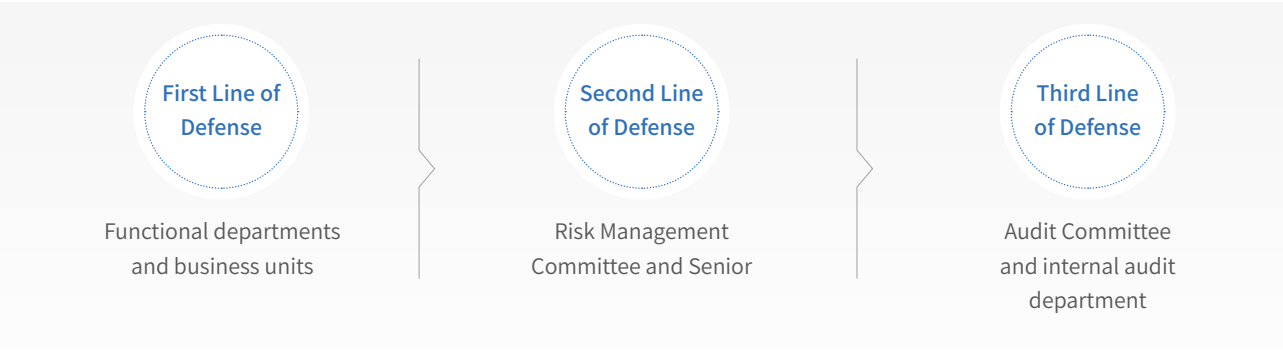 First Line of
Defense
Functional departments
and business units
Second Line
of Defense
Risk Management
Committee and Senior
Third Line
of Defense
Audit Committee
and internal audit
department